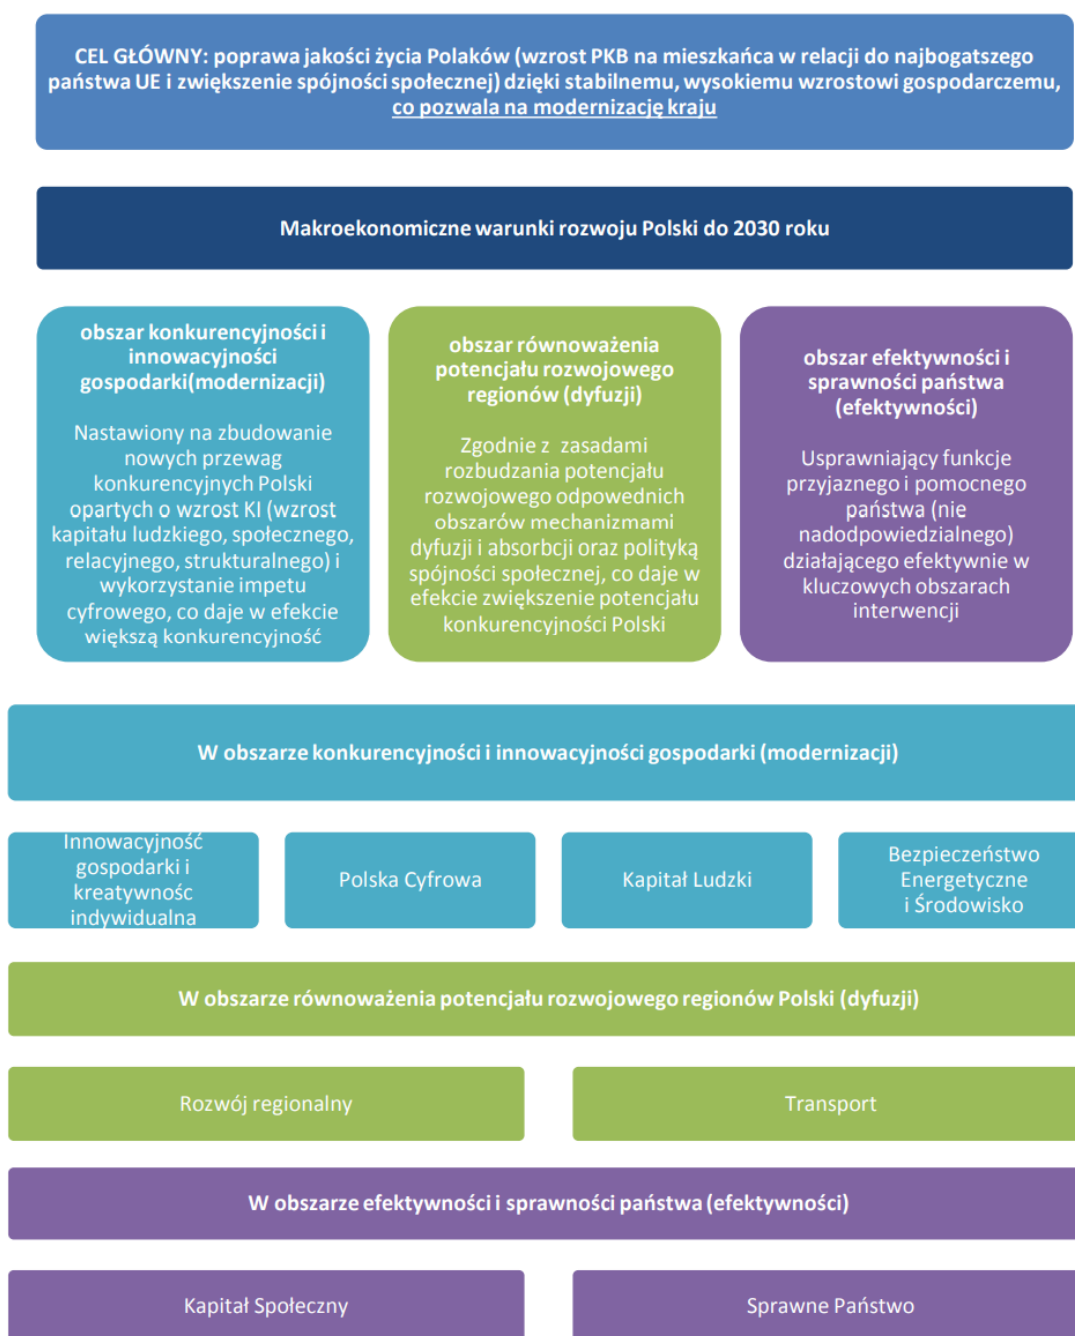 CEL GŁÓWNY: poprawa jakości życia Polaków (wzrost PKB na mieszkańca w relacji do najbogatszego
państwa UE i zwiększenie spójności społecznej) dzięki stabilnemu, wysokiemu wzrostowi gospodarczemu,
co pozwala na modernizację kraju
Makroekonomiczne warunki rozwoju Polski do 2030 roku
obszar konkurencyjności i
innowacyjności
gospodarki(modernizacji)
Nastawiony na zbudowanie
nowych przewag
konkurencyjnych Polski
opartych o wzrost KI (wzrost
kapitału ludzkiego, społecznego,
relacyjnego, strukturalnego) i
wykorzystanie impetu
cyfrowego, co daje w efekcie
większą konkurencyjność
obszar równoważenia
potencjału rozwojowego
regionów (dyfuzji)
Zgodnie z zasadami
rozbudzania potencjału
rozwojowego odpowednich
obszarów mechanizmami
dyfuzji i absorbcji oraz polityką
spójności społecznej, co daje w
efekcie zwiększenie potencjału
konkurencyjności Polski
obszar efektywności i
sprawności państwa
(efektywności)
Usprawniający funkcje
przyjaznego i pomocnego
państwa (nie
nadodpowiedzialnego)
działającego efektywnie w
kluczowych obszarach
interwencji
W obszarze konkurencyjności i innowacyjności gospodarki (modernizacji)
Innowacyjność
gospodarki i
kreatywnośc
indywidualna
Polska Cyfrowa
Kapitał Ludzki
Bezpieczeństwo
Energetyczne
i Środowisko
W obszarze równoważenia potencjału rozwojowego regionów Polski (dyfuzji)
Rozwój regionalny
Transport
W obszarze efektywności i sprawności państwa (efektywności)
Kapitał Społeczny
Sprawne Państwo